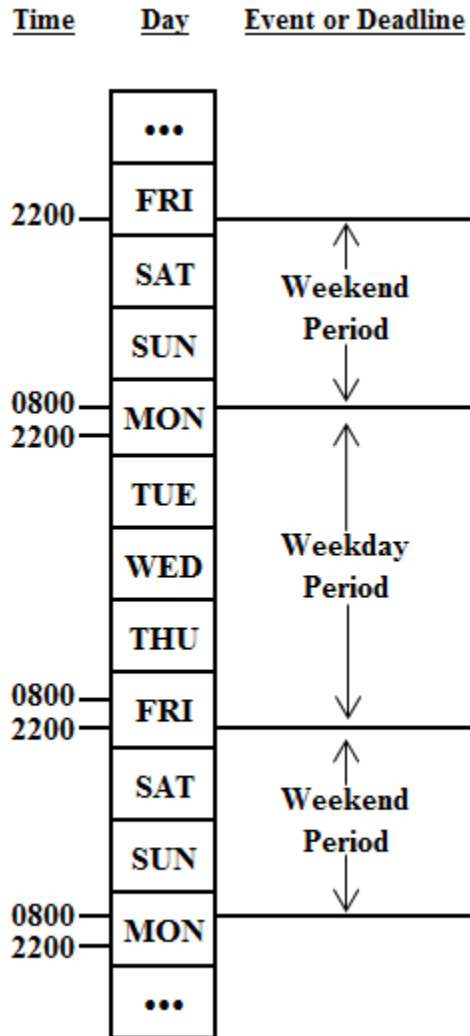 Time Day Event or Deadline
•••
FRI
2200
SAT
Weekend
Period
SUN
0800
MON
2200
TUE
Weekday
Period
WED
THU
0800
FRI
2200
SAT
Weekend
Period
SUN
0800
MON
2200
•••